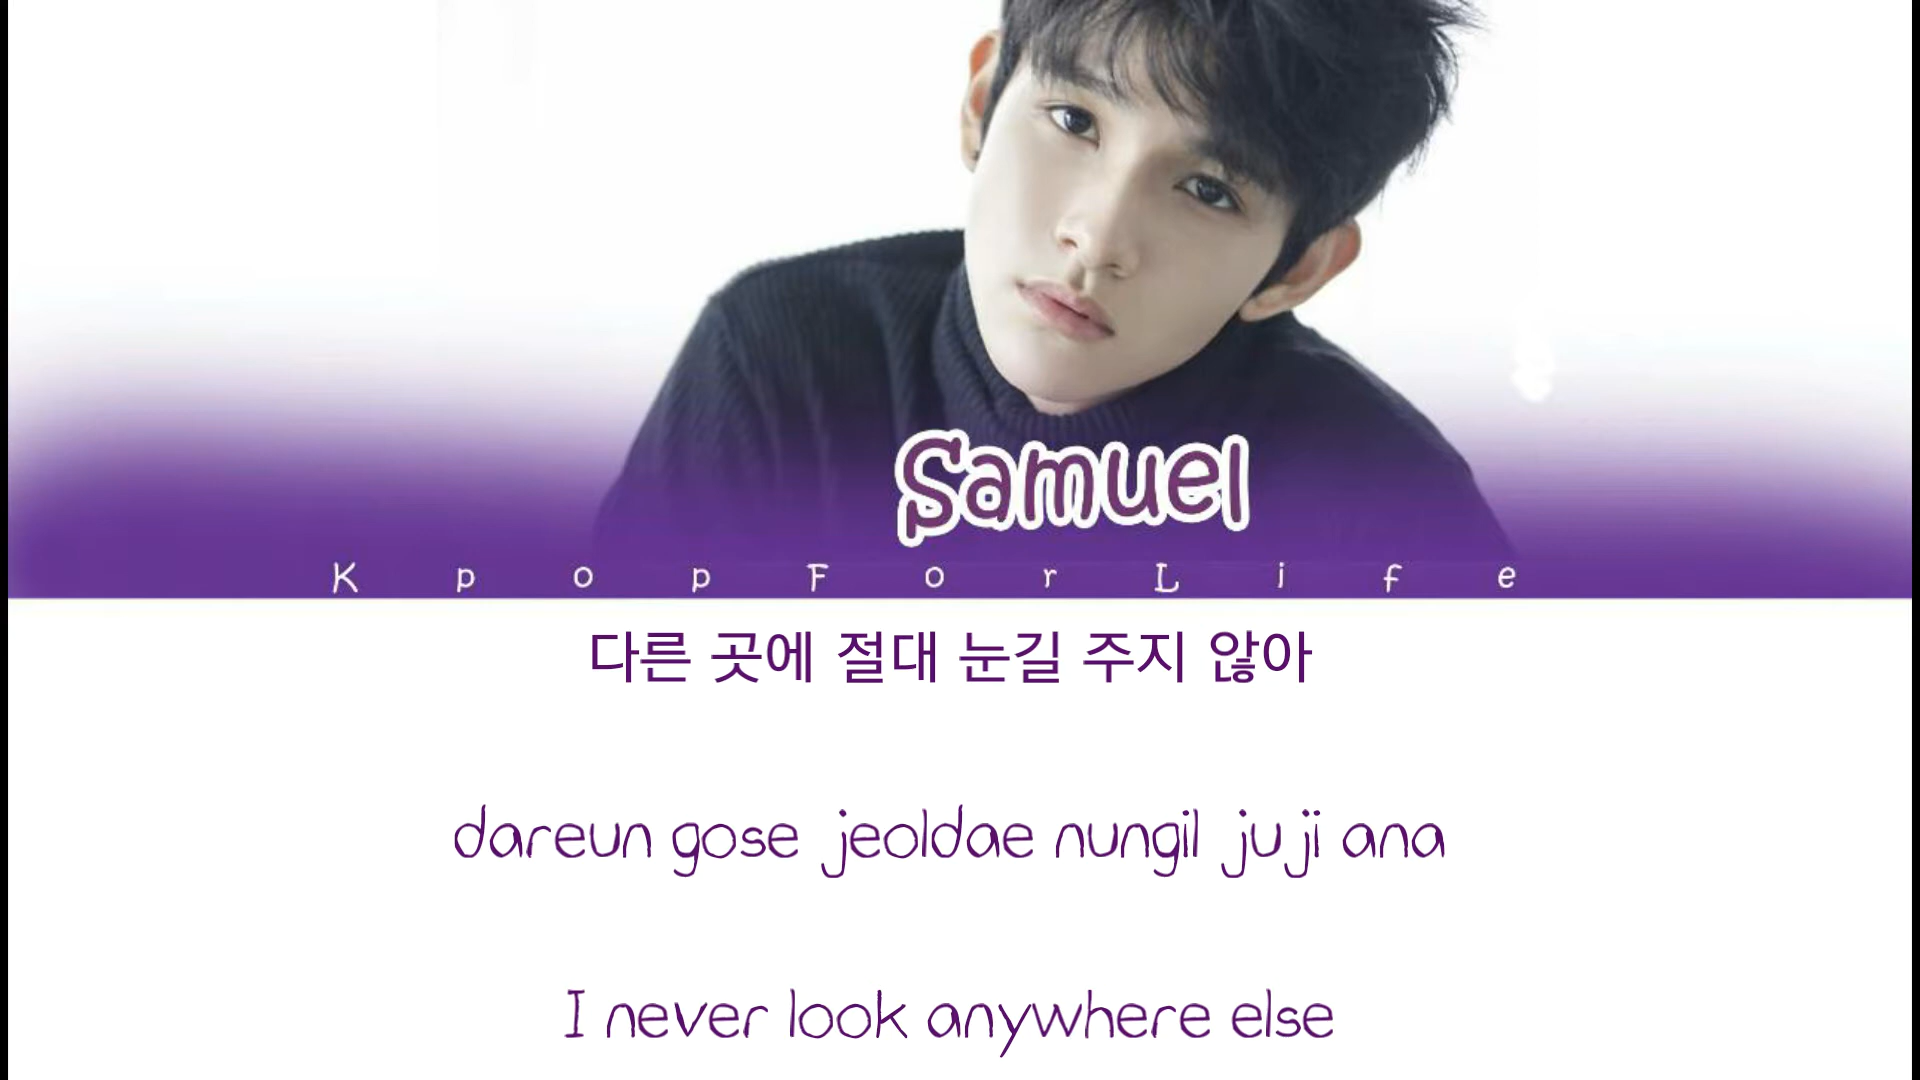 Samuel
KpopForLife
다른 곳에 절대 눈길 주지 않아
dareun gose jeoldae nungil juji ana
I never look anywhere else